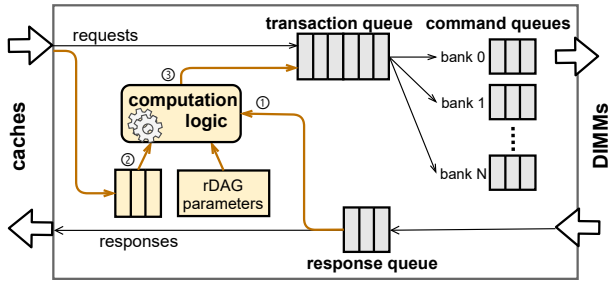 transaction queue
command queues
requests
bank 0
③
computation
logic
①
bank 1
caches
DIMMs
②
rDAG
parameters
bank N
responses
response queue